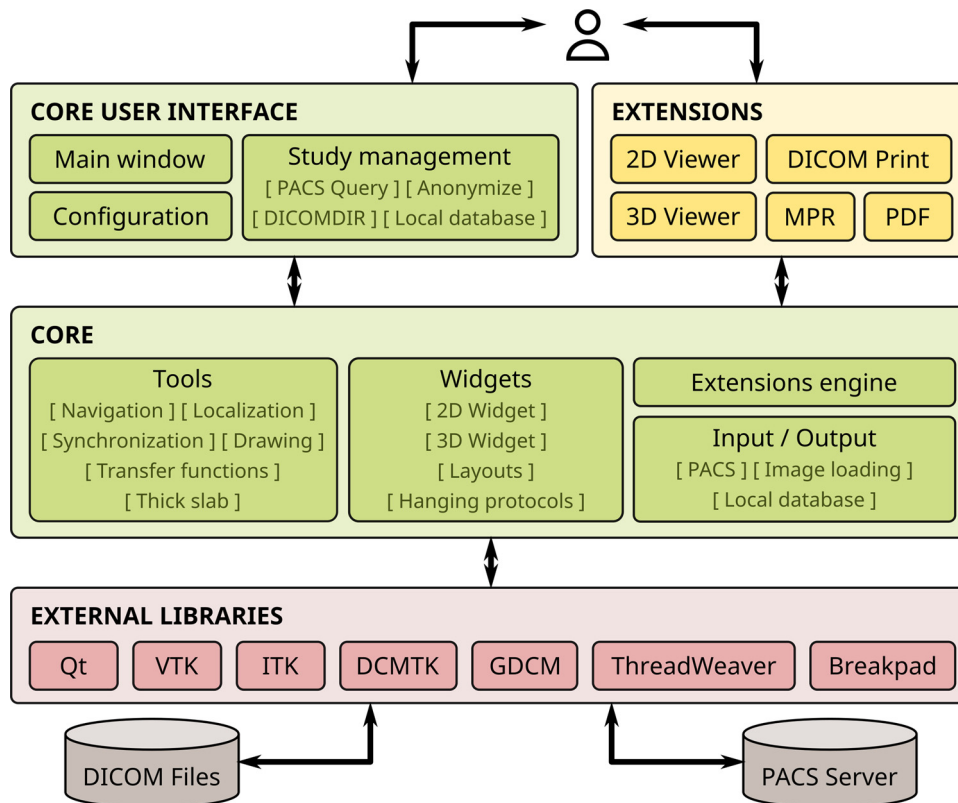 CORE USER INTERFACE
Main window
Configuration
Study management
[ PACS Query ] [ Anonymize ]
[ DICOMDIR ] [ Local database ]
EXTENSIONS
2D Viewer
DICOM Print
3D Viewer
MPR
PDF
CORE
Tools
[ Navigation ] [ Localization ]
[ Synchronization ] [ Drawing ]
[ Transfer functions ]
[ Thick slab ]
Widgets
[ 2D Widget ]
[ 3D Widget ]
[ Layouts ]
[ Hanging protocols ]
Extensions engine
Input / Output
[ PACS ] [ Image loading ]
[ Local database ]
EXTERNAL LIBRARIES
Qt
VTK
ITK
DCMTK
GDCM
ThreadWeaver
Breakpad
DICOM Files
PACS Server